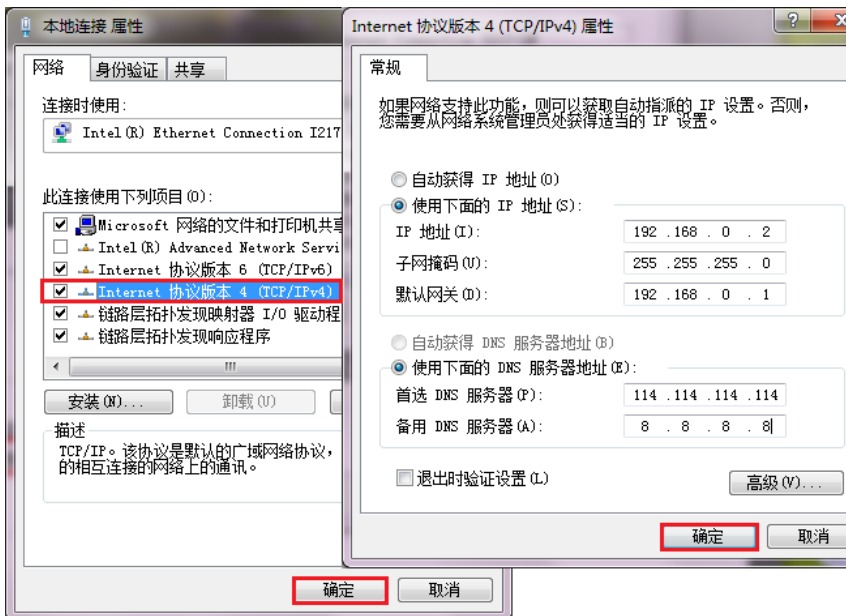 本地连接 属性
网络
身份验证
共享
连接时使用:
Intel(R) Ethernet Connection I217
此连接使用下列项目(O):
Microsoft 网络的文件和打印机共享
Intel(R) Advanced Network Servi
Internet 协议版本 6 (TCP/IPv6)
Internet 协议版本 4 (TCP/IPv4)
链路层拓扑发现映射器 I/O 驱动程
链路层拓扑发现响应程序
安装(N)...
卸载(U)
描述
TCP/IP。该协议是默认的广域网络协议，
的相互连接的网络上的通讯。
确定
取消
Internet 协议版本 4 (TCP/IPv4) 属性
常规
如果网络支持此功能，则可以获取自动指派的 IP 设置。否则，
您需要从网络系统管理员处获得适当的 IP 设置。
自动获得 IP 地址(O)
使用下面的 IP 地址(S):
IP 地址(I): 192 .168 . 0 . 2
子网掩码(U): 255 .255 .255 . 0
默认网关(D): 192 .168 . 0 . 1
自动获得 DNS 服务器地址(B)
使用下面的 DNS 服务器地址(E):
首选 DNS 服务器(P): 114 .114 .114 .114
备用 DNS 服务器(A): 8 . 8 . 8 . 8
退出时验证设置(L)
高级(V)...
确定
取消